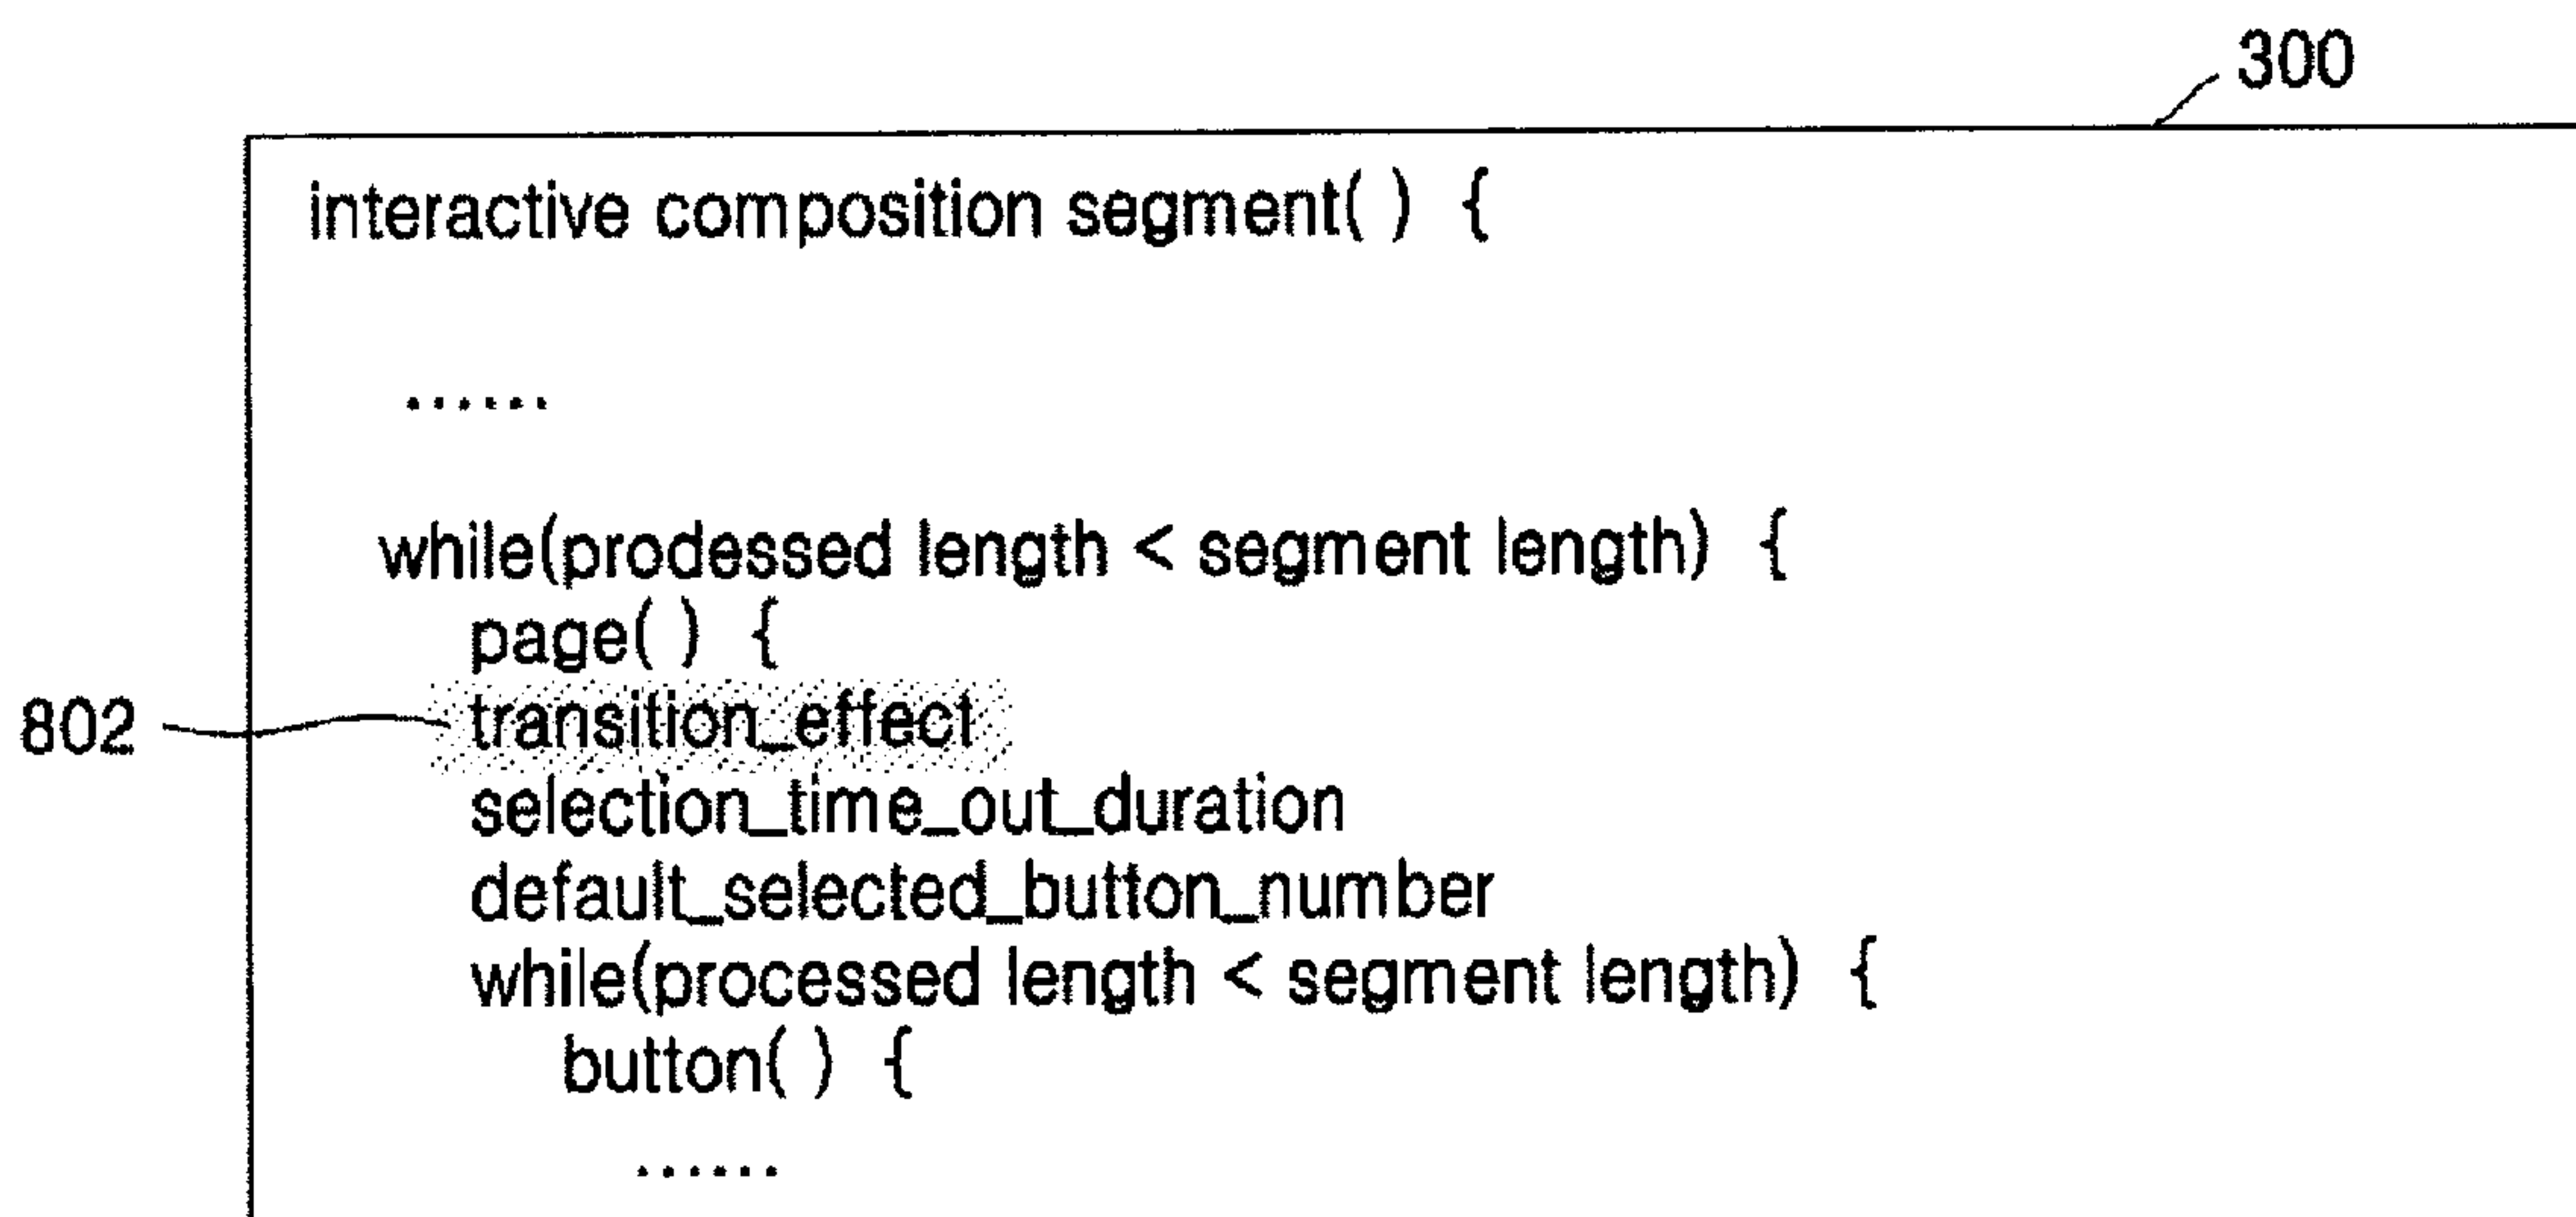 300
interactive composition segment( ) {
......
while(prodessed length < segment length) {
page( ) {
802 transition_effect
selection_time_out_duration
default_selected_button_number
while(processed length < segment length) {
button( ) {
......